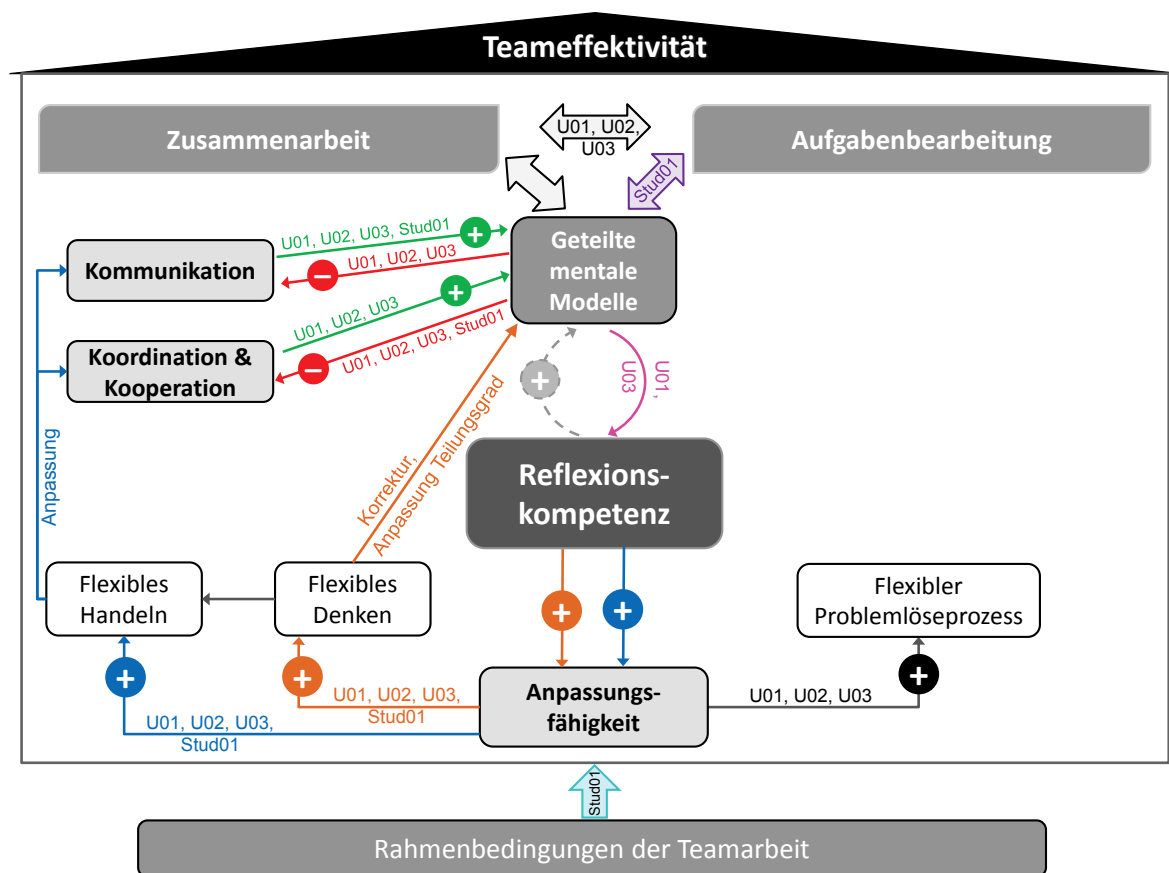 Teameffektivität
Zusammenarbeit
U01, U02,
U03
Aufgabenbearbeitung
Stud01
Kommunikation
U01, U02, U03, Stud01
+
U01, U02, U03
–
Geteilte
mentale
Modelle
Koordination &
Kooperation
U01, U02, U03
+
U01, U02, U03, Stud01
–
+
U01,
U03
Anpassung
Korrektur,
Anpassung Teilungsgrad
Reflexions-
kompetenz
Flexibles
Handeln
Flexibles
Denken
+
+
Flexibler
Problemlöseprozess
+
+
+
U01, U02, U03,
Stud01
U01, U02, U03,
Stud01
Anpassungs-
fähigkeit
U01, U02, U03
Stud01
Rahmenbedingungen der Teamarbeit